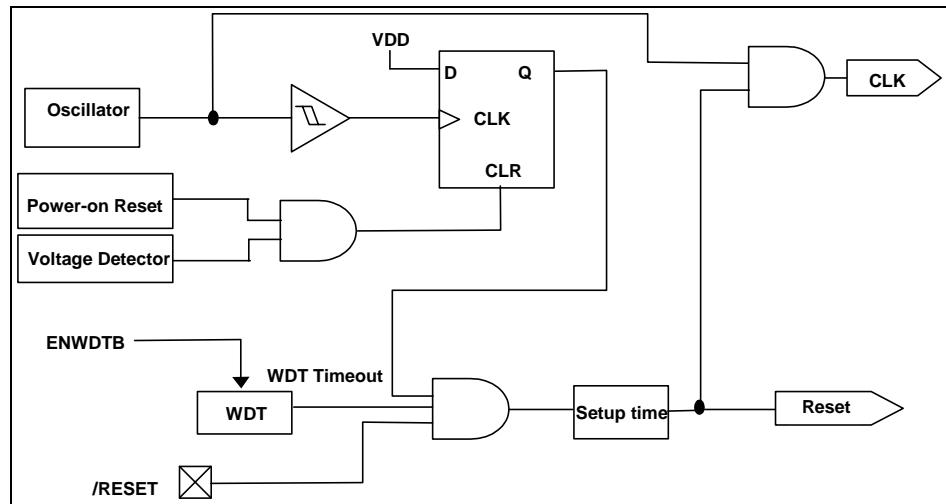 VDD
D
Q
CLK
Oscillator
CLK
CLR
Power-on Reset
Voltage Detector
ENWDTB
WDT Timeout
WDT
Setup time
Reset
/RESET